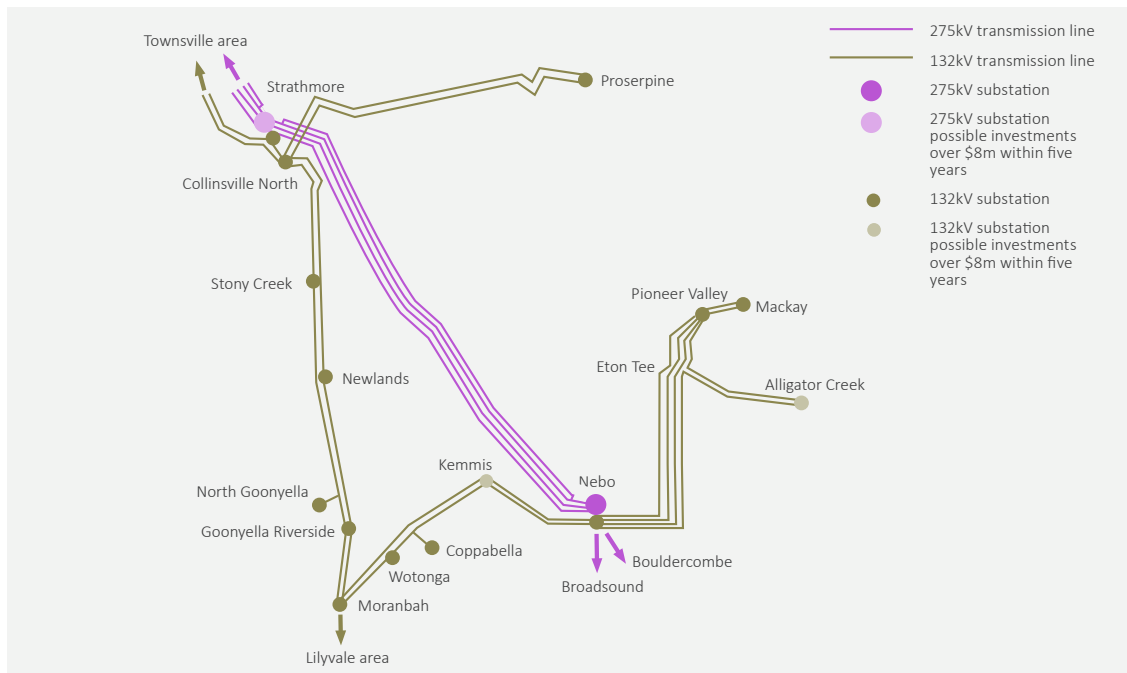 Townsville area
275kV transmission line
132kV transmission line
Strathmore
Proserpine
275kV substation
275kV substation
possible investments
over $8m within five
years
Collinsville North
132kV substation
132kV substation
possible investments
over $8m within five
years
Stony Creek
Pioneer Valley
Mackay
Eton Tee
Newlands
Alligator Creek
Kemmis
Nebo
North Goonyella
Goonyella Riverside
Coppabella
Bouldercombe
Wotonga
Broadsound
Moranbah
Lilyvale area